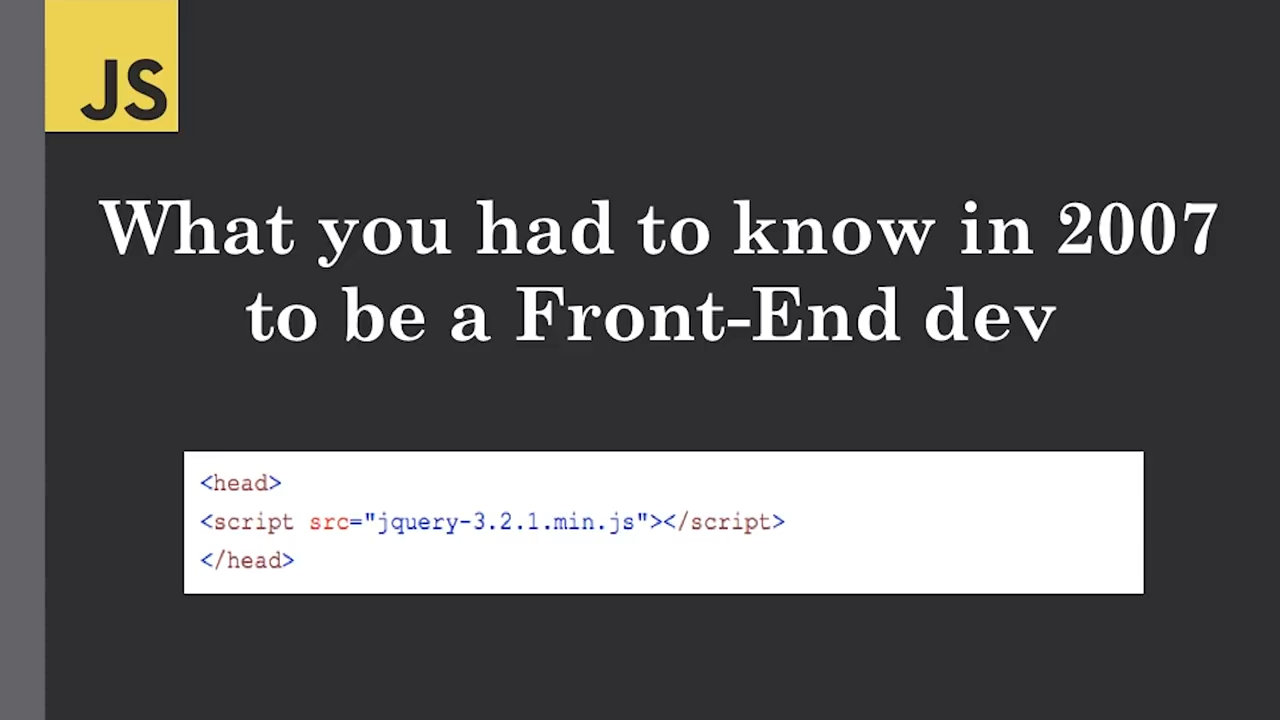 JS
What you had to know in 2007
to be a Front-End dev
<head>
<script src="jquery-3.2.1.min.js"></script>
</head>